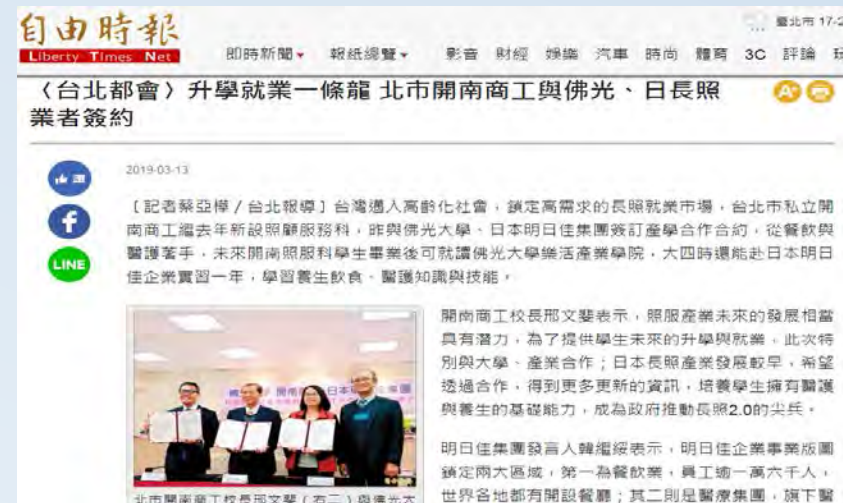 自由時報
Liberty Times Net
臺北市 17-2
即時新聞 報紙總覽 影音 財經 娛樂 汽車 時尚 體育 3C 評論 玩
〈台北都會〉升學就業一條龍 北市開南商工與佛光、日長照
業者簽約
2019-03-13
〔記者蔡亞樺/台北報導〕台灣邁入高齡化社會，鎖定高需求的長照就業市場，台北市私立開
南商工繼去年新設照顧服務科，昨與佛光大學、日本明日佳集團簽訂產學合作合約，從餐飲與
醫護著手，未來開南照服科學生畢業後可就讀佛光大學樂活產業學院，大四時還能赴日本明日
佳企業實習一年，學習養生飲食、醫護知識與技能。
LINE
開南商工校長邢文斐表示，照服產業未來的發展相當
具有潛力，為了提供學生未來的升學與就業，此次特
別與大學、產業合作；日本長照產業發展較早，希望
透過合作，得到更多更新的資訊，培養學生擁有醫護
與養生的基礎能力，成為政府推動長照2.0的尖兵。
明日佳集團發言人韓繼綏表示，明日佳企業事業版圖
鎖定兩大區域，第一為餐飲業，員工逾一萬六千人，
世界各地都有開設餐廳；其二則是醫療集團，旗下醫
北市開南商工校長邢文斐（右二）與佛光大